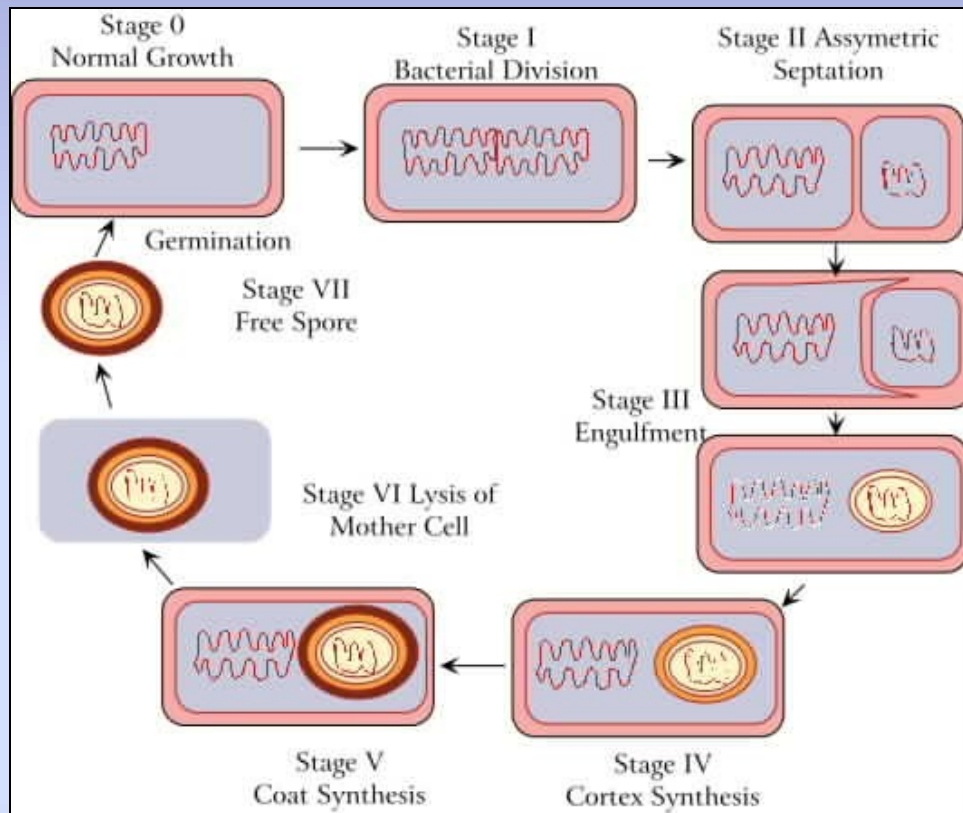 Stage 0
Normal Growth
Stage I
Bacterial Division
Stage II Assymetric
Septation
Stage III
Engulfment
Stage IV
Cortex Synthesis
Stage V
Coat Synthesis
Stage VI Lysis of
Mother Cell
Stage VII
Free Spore
Germination